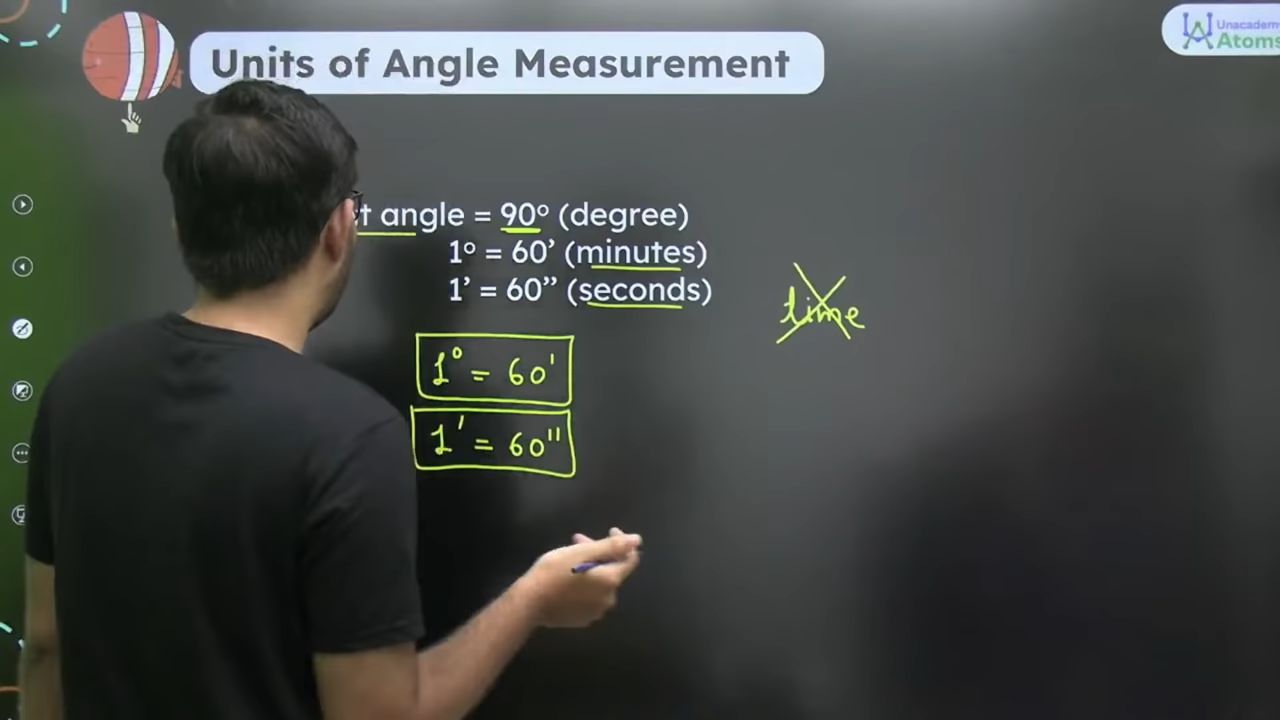 Units of Angle Measurement
Unacademy
Atoms
angle = 90° (degree)
1° = 60’ (minutes)
1’ = 60” (seconds)
time
1° = 60'
1' = 60"